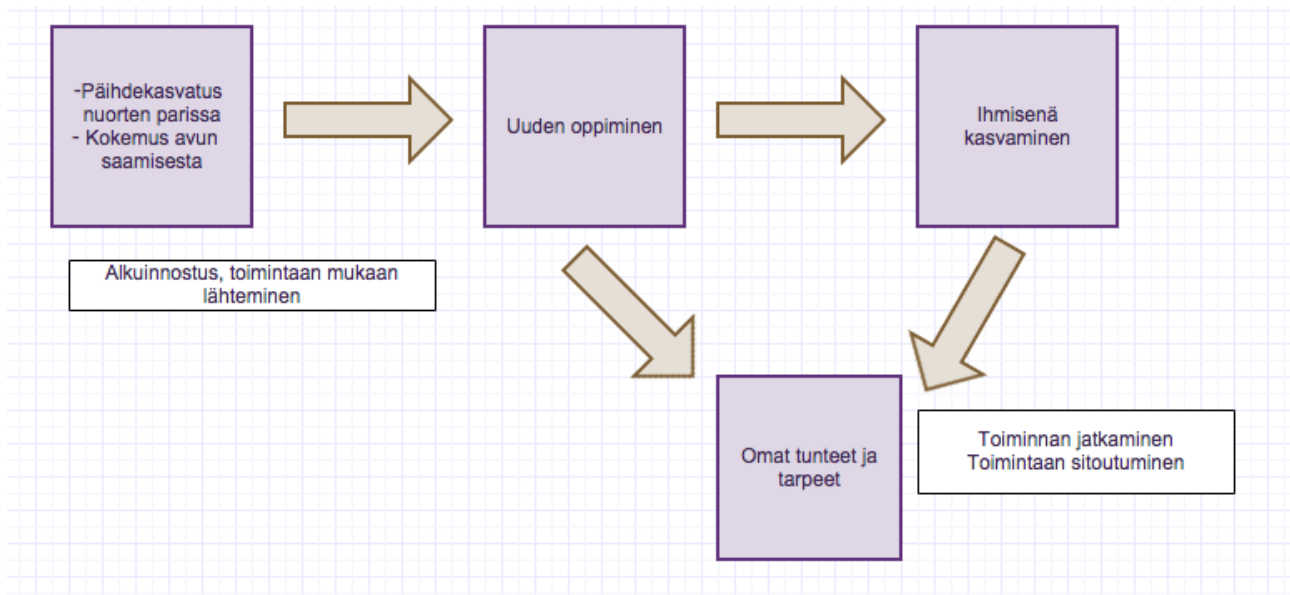 -Päihdekasvatus
nuorten parissa
- Kokemus avun
saamisesta
Uuden oppiminen
Ihmisenä
kasvaminen
Alkuinnostus, toimintaan mukaan
lähteminen
Omat tunteet ja
tarpeet
Toiminnan jatkaminen
Toimintaan sitoutuminen